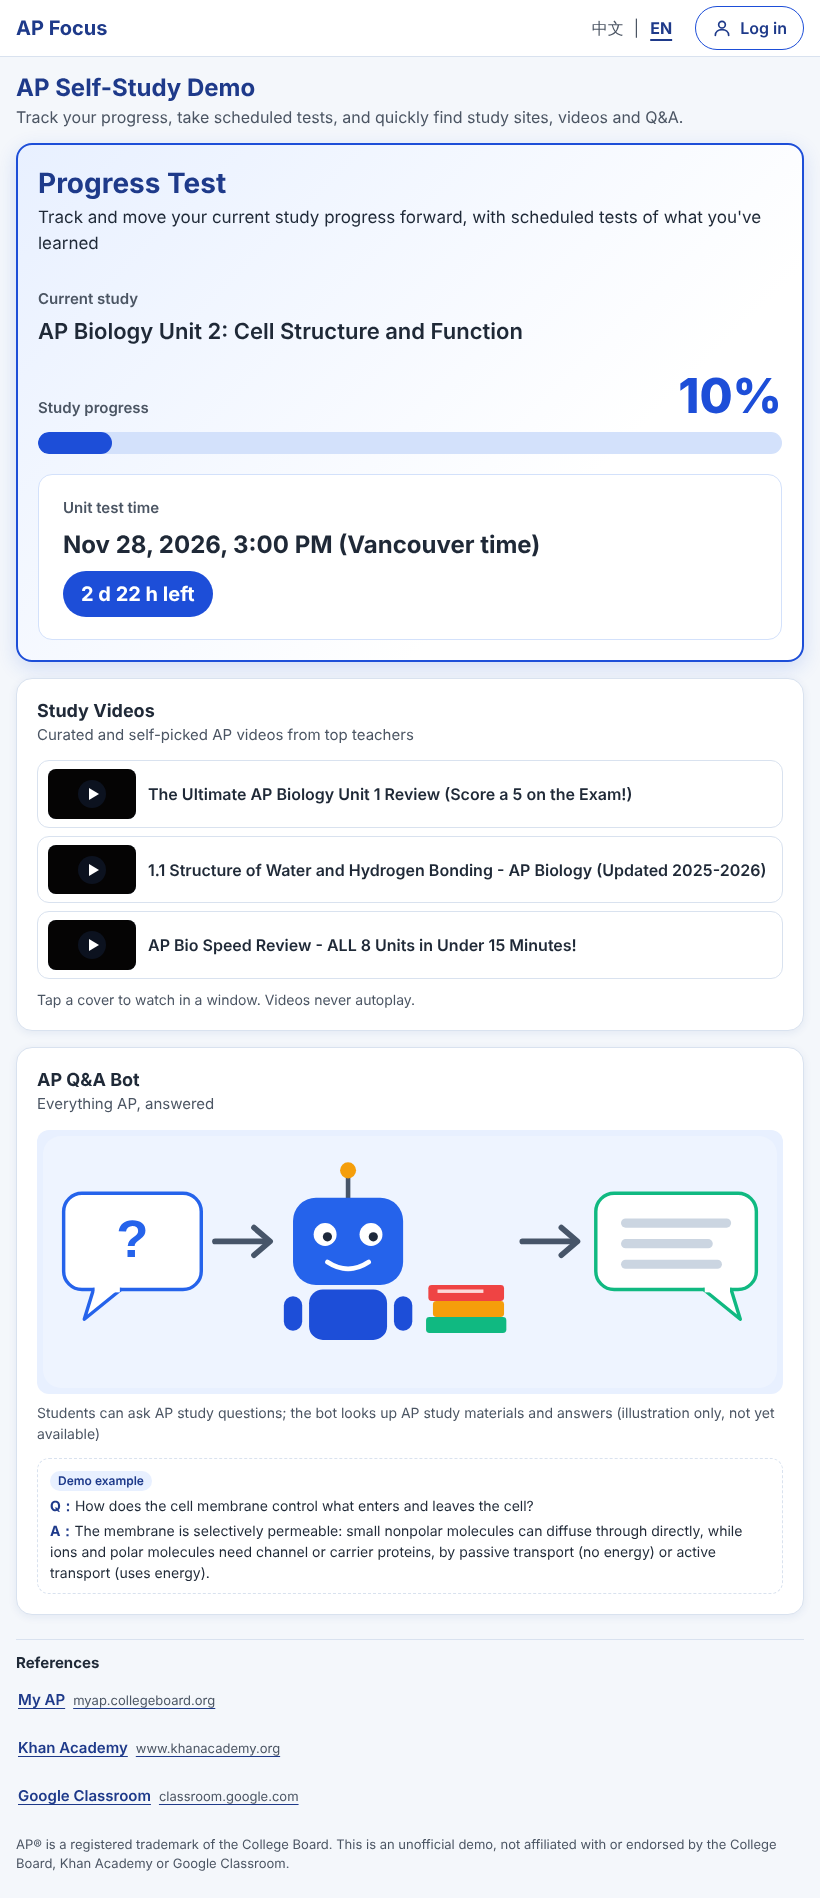 AP Focus
中文 | EN
Log in
AP Self-Study Demo
Track your progress, take scheduled tests, and quickly find study sites, videos and Q&A.
Progress Test
Track and move your current study progress forward, with scheduled tests of what you've
learned
Current study
AP Biology Unit 2: Cell Structure and Function
Study progress
10%
Unit test time
Nov 28, 2026, 3:00 PM (Vancouver time)
2 d 22 h left
Study Videos
Curated and self-picked AP videos from top teachers
The Ultimate AP Biology Unit 1 Review (Score a 5 on the Exam!)
1.1 Structure of Water and Hydrogen Bonding - AP Biology (Updated 2025-2026)
AP Bio Speed Review - ALL 8 Units in Under 15 Minutes!
Tap a cover to watch in a window. Videos never autoplay.
AP Q&A Bot
Everything AP, answered
?
Students can ask AP study questions; the bot looks up AP study materials and answers (illustration only, not yet
available)
Demo example
Q：How does the cell membrane control what enters and leaves the cell?
A：The membrane is selectively permeable: small nonpolar molecules can diffuse through directly, while
ions and polar molecules need channel or carrier proteins, by passive transport (no energy) or active
transport (uses energy).
References
My AP myap.collegeboard.org
Khan Academy www.khanacademy.org
Google Classroom classroom.google.com
AP® is a registered trademark of the College Board. This is an unofficial demo, not affiliated with or endorsed by the College
Board, Khan Academy or Google Classroom.